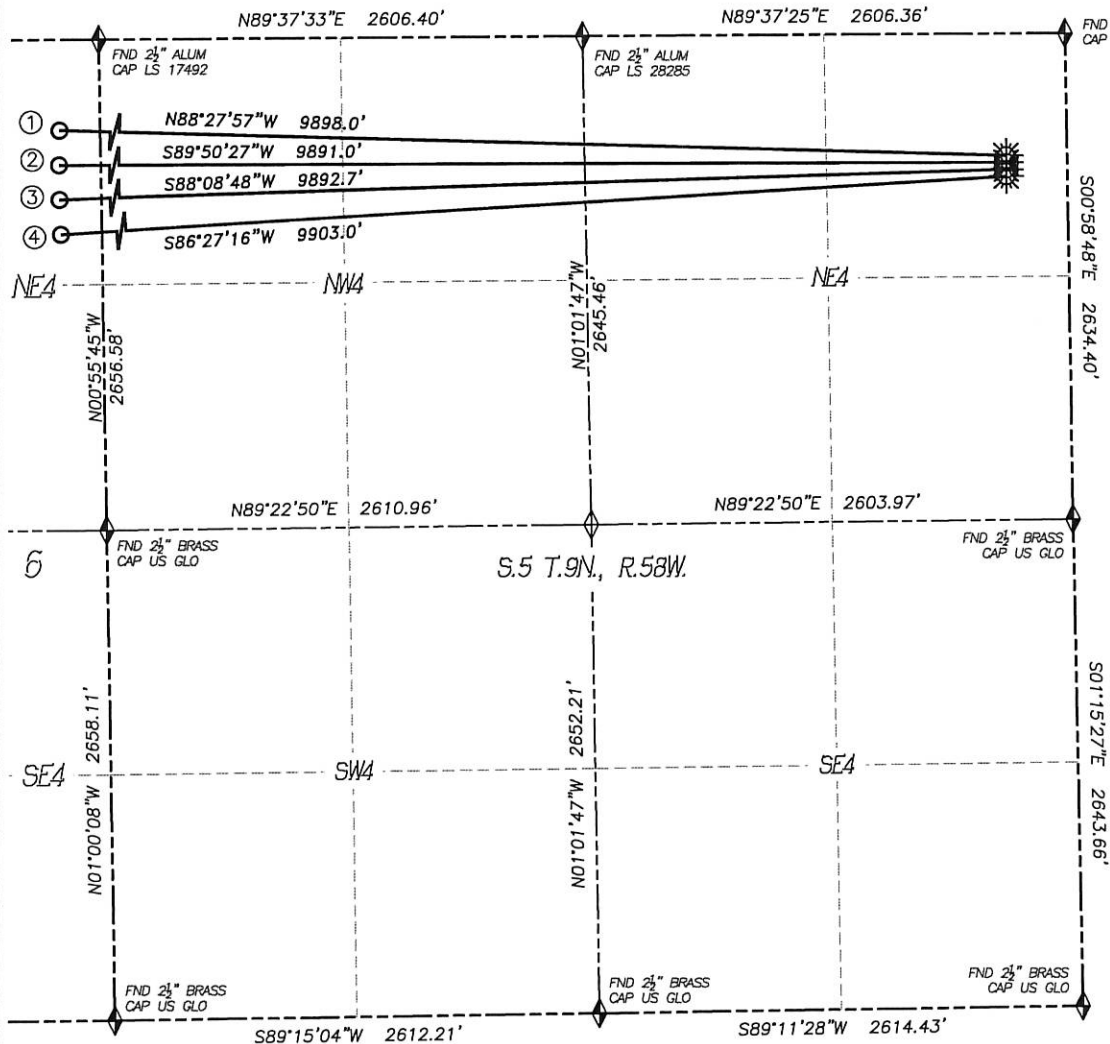 N89°37'33"E 2606.40'
N89°37'25"E 2606.36'
FND 2½" ALUM
CAP LS 17492
FND 2½" ALUM
CAP LS 28285
FND
CAP
① N88°27'57"W 9898.0'
② S89°50'27"W 9891.0'
③ S88°08'48"W 9892.7'
④ S86°27'16"W 9903.0'
NE4
NW4
NE4
N00°55'45"W
2656.58'
N01°01'47"W
2645.46'
S00°58'48"E 2634.40'
N89°22'50"E 2610.96'
N89°22'50"E 2603.97'
FND 2½" BRASS
CAP US GLO
FND 2½" BRASS
CAP US GLO
6
S.5 T.9N., R.58W.
N01°00'08"W 2658.11'
N01°01'47"W 2652.21'
S01°15'27"E 2643.66'
SE4
SW4
SE4
FND 2½" BRASS
CAP US GLO
FND 2½" BRASS
CAP US GLO
FND 2½" BRASS
CAP US GLO
S89°15'04"W 2612.21'
S89°11'28"W 2614.43'